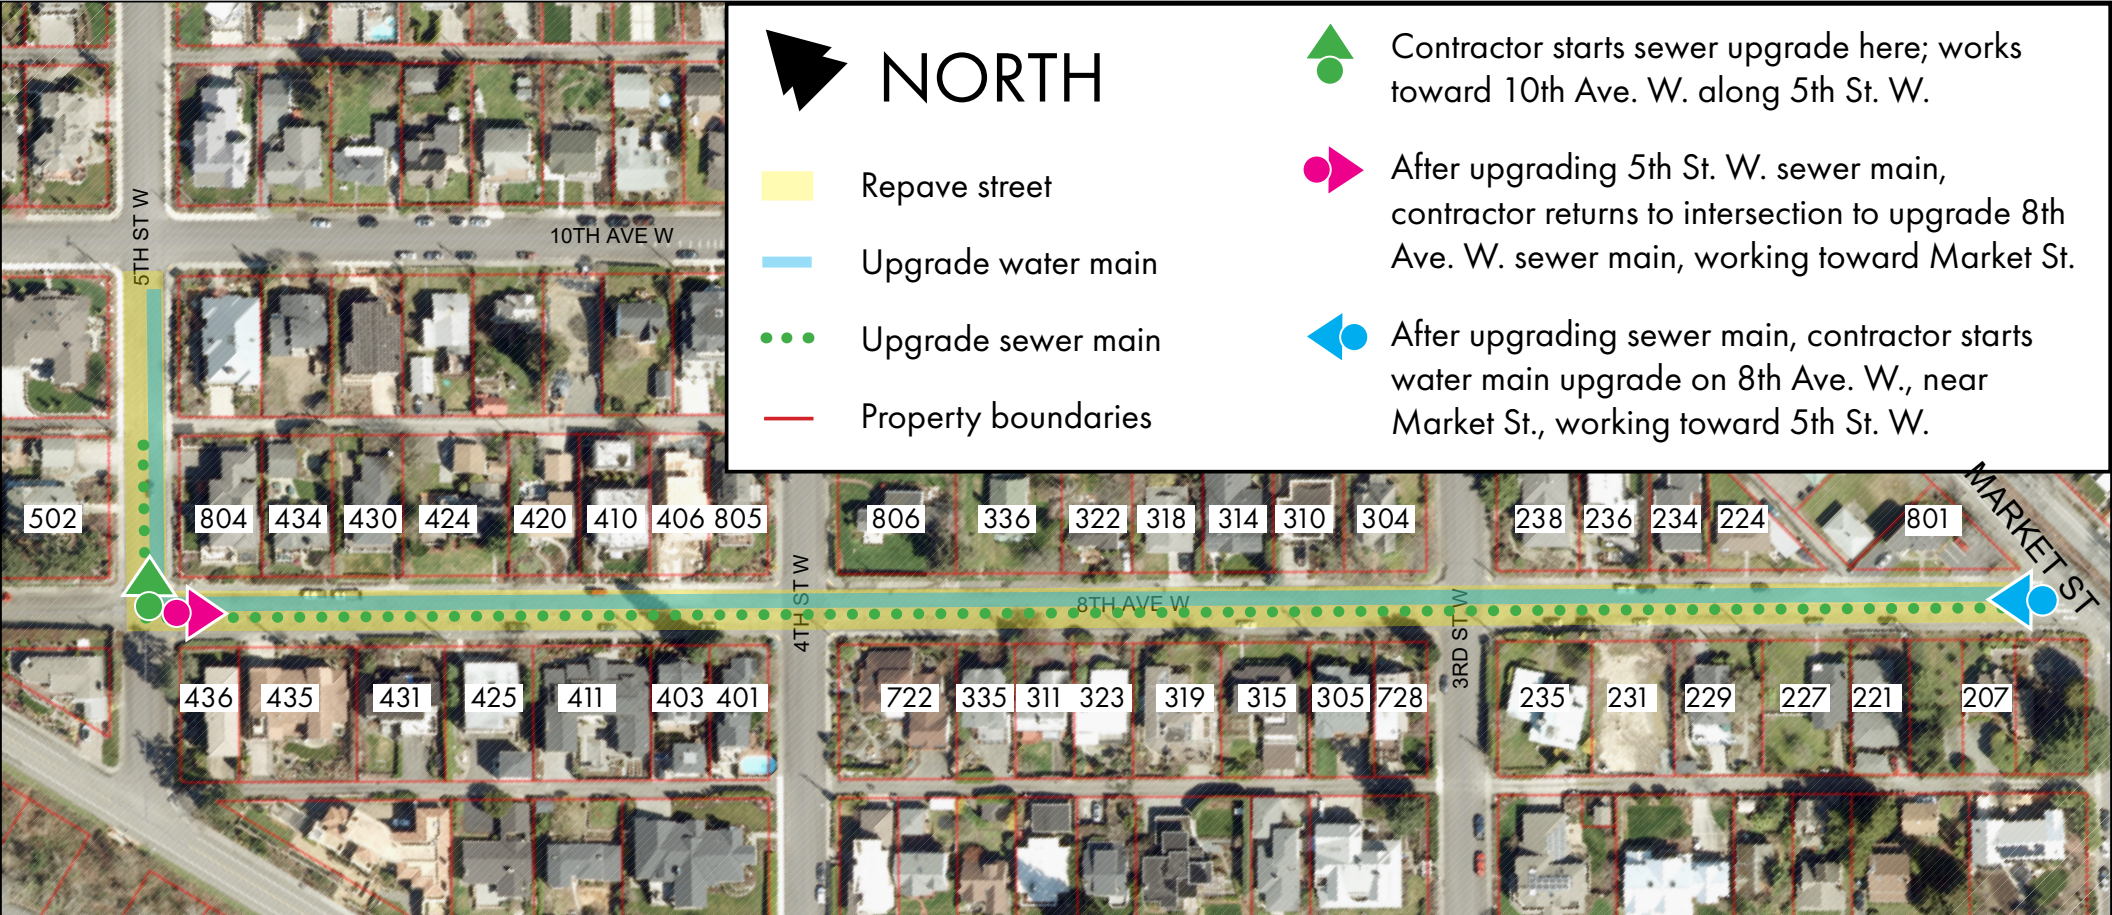 NORTH
Repave street
Upgrade water main
Upgrade sewer main
Property boundaries
Contractor starts sewer upgrade here; works
toward 10th Ave. W. along 5th St. W.
After upgrading 5th St. W. sewer main,
contractor returns to intersection to upgrade 8th
Ave. W. sewer main, working toward Market St.
After upgrading sewer main, contractor starts
water main upgrade on 8th Ave. W., near
Market St., working toward 5th St. W.
5TH ST W
10TH AVE W
MARKET ST
502 804 434 430 424 420 410 406 805 806 336 322 318 314 310 304 238 236 234 224 801
4TH ST W
8TH AVE W
3RD ST W
436 435 431 425 411 403 401 722 335 311 323 319 315 305 728 235 231 229 227 221 207